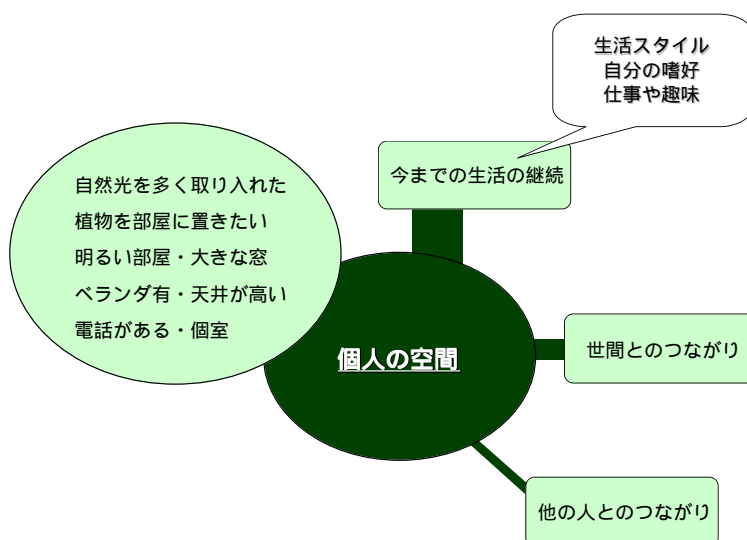 生活スタイル
自分の嗜好
仕事や趣味
今までの生活の継続
自然光を多く取り入れた
植物を部屋に置きたい
明るい部屋・大きな窓
ベランダ有・天井が高い
電話がある・個室
個人の空間
世間とのつながり
他の人とのつながり